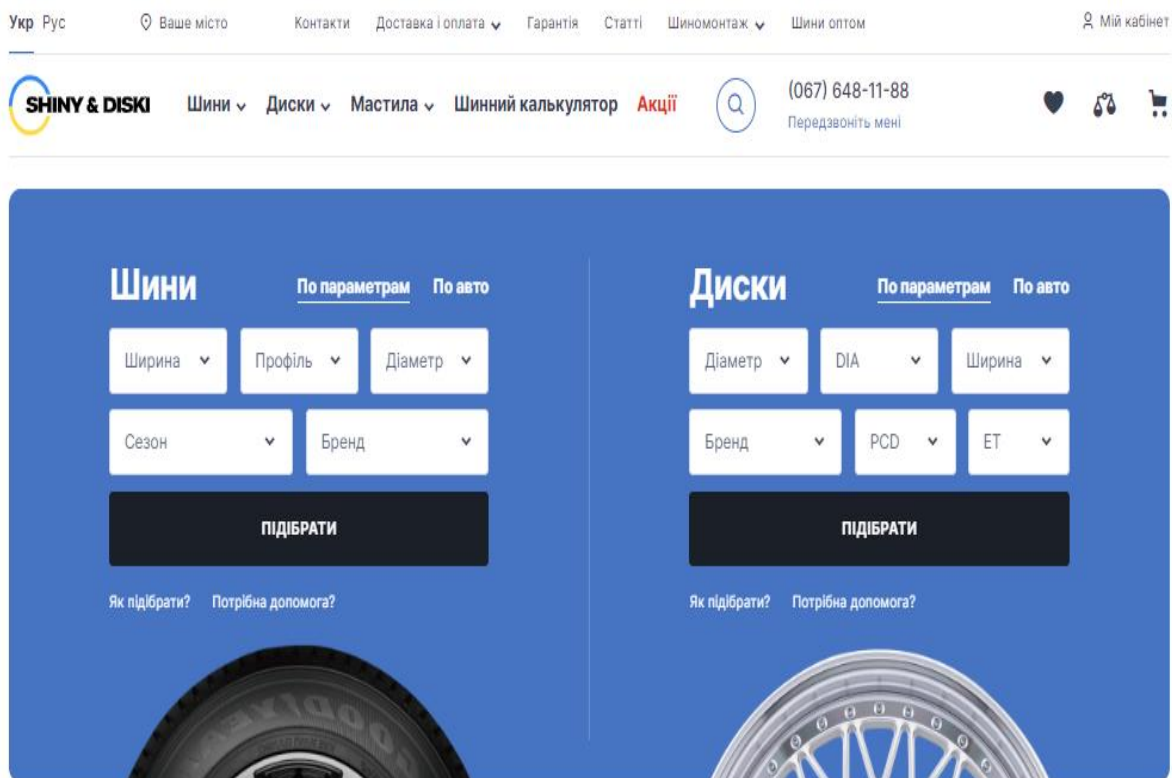 Укр Рус Ваше місто Контакти Доставка і оплата Гарантія Статті Шиномонтаж Шини оптом Мій кабінет
SHINY & DISKI Шини Диски Мастила Шинний калькулятор Акції (067) 648-11-88
Передзвоніть мені
Шини По параметрам По авто
Ширина Профіль Діаметр
Сезон Бренд
ПІДІБРАТИ
Як підібрати? Потрібна допомога?
Диски По параметрам По авто
Діаметр DIA Ширина
Бренд PCD ET
ПІДІБРАТИ
Як підібрати? Потрібна допомога?